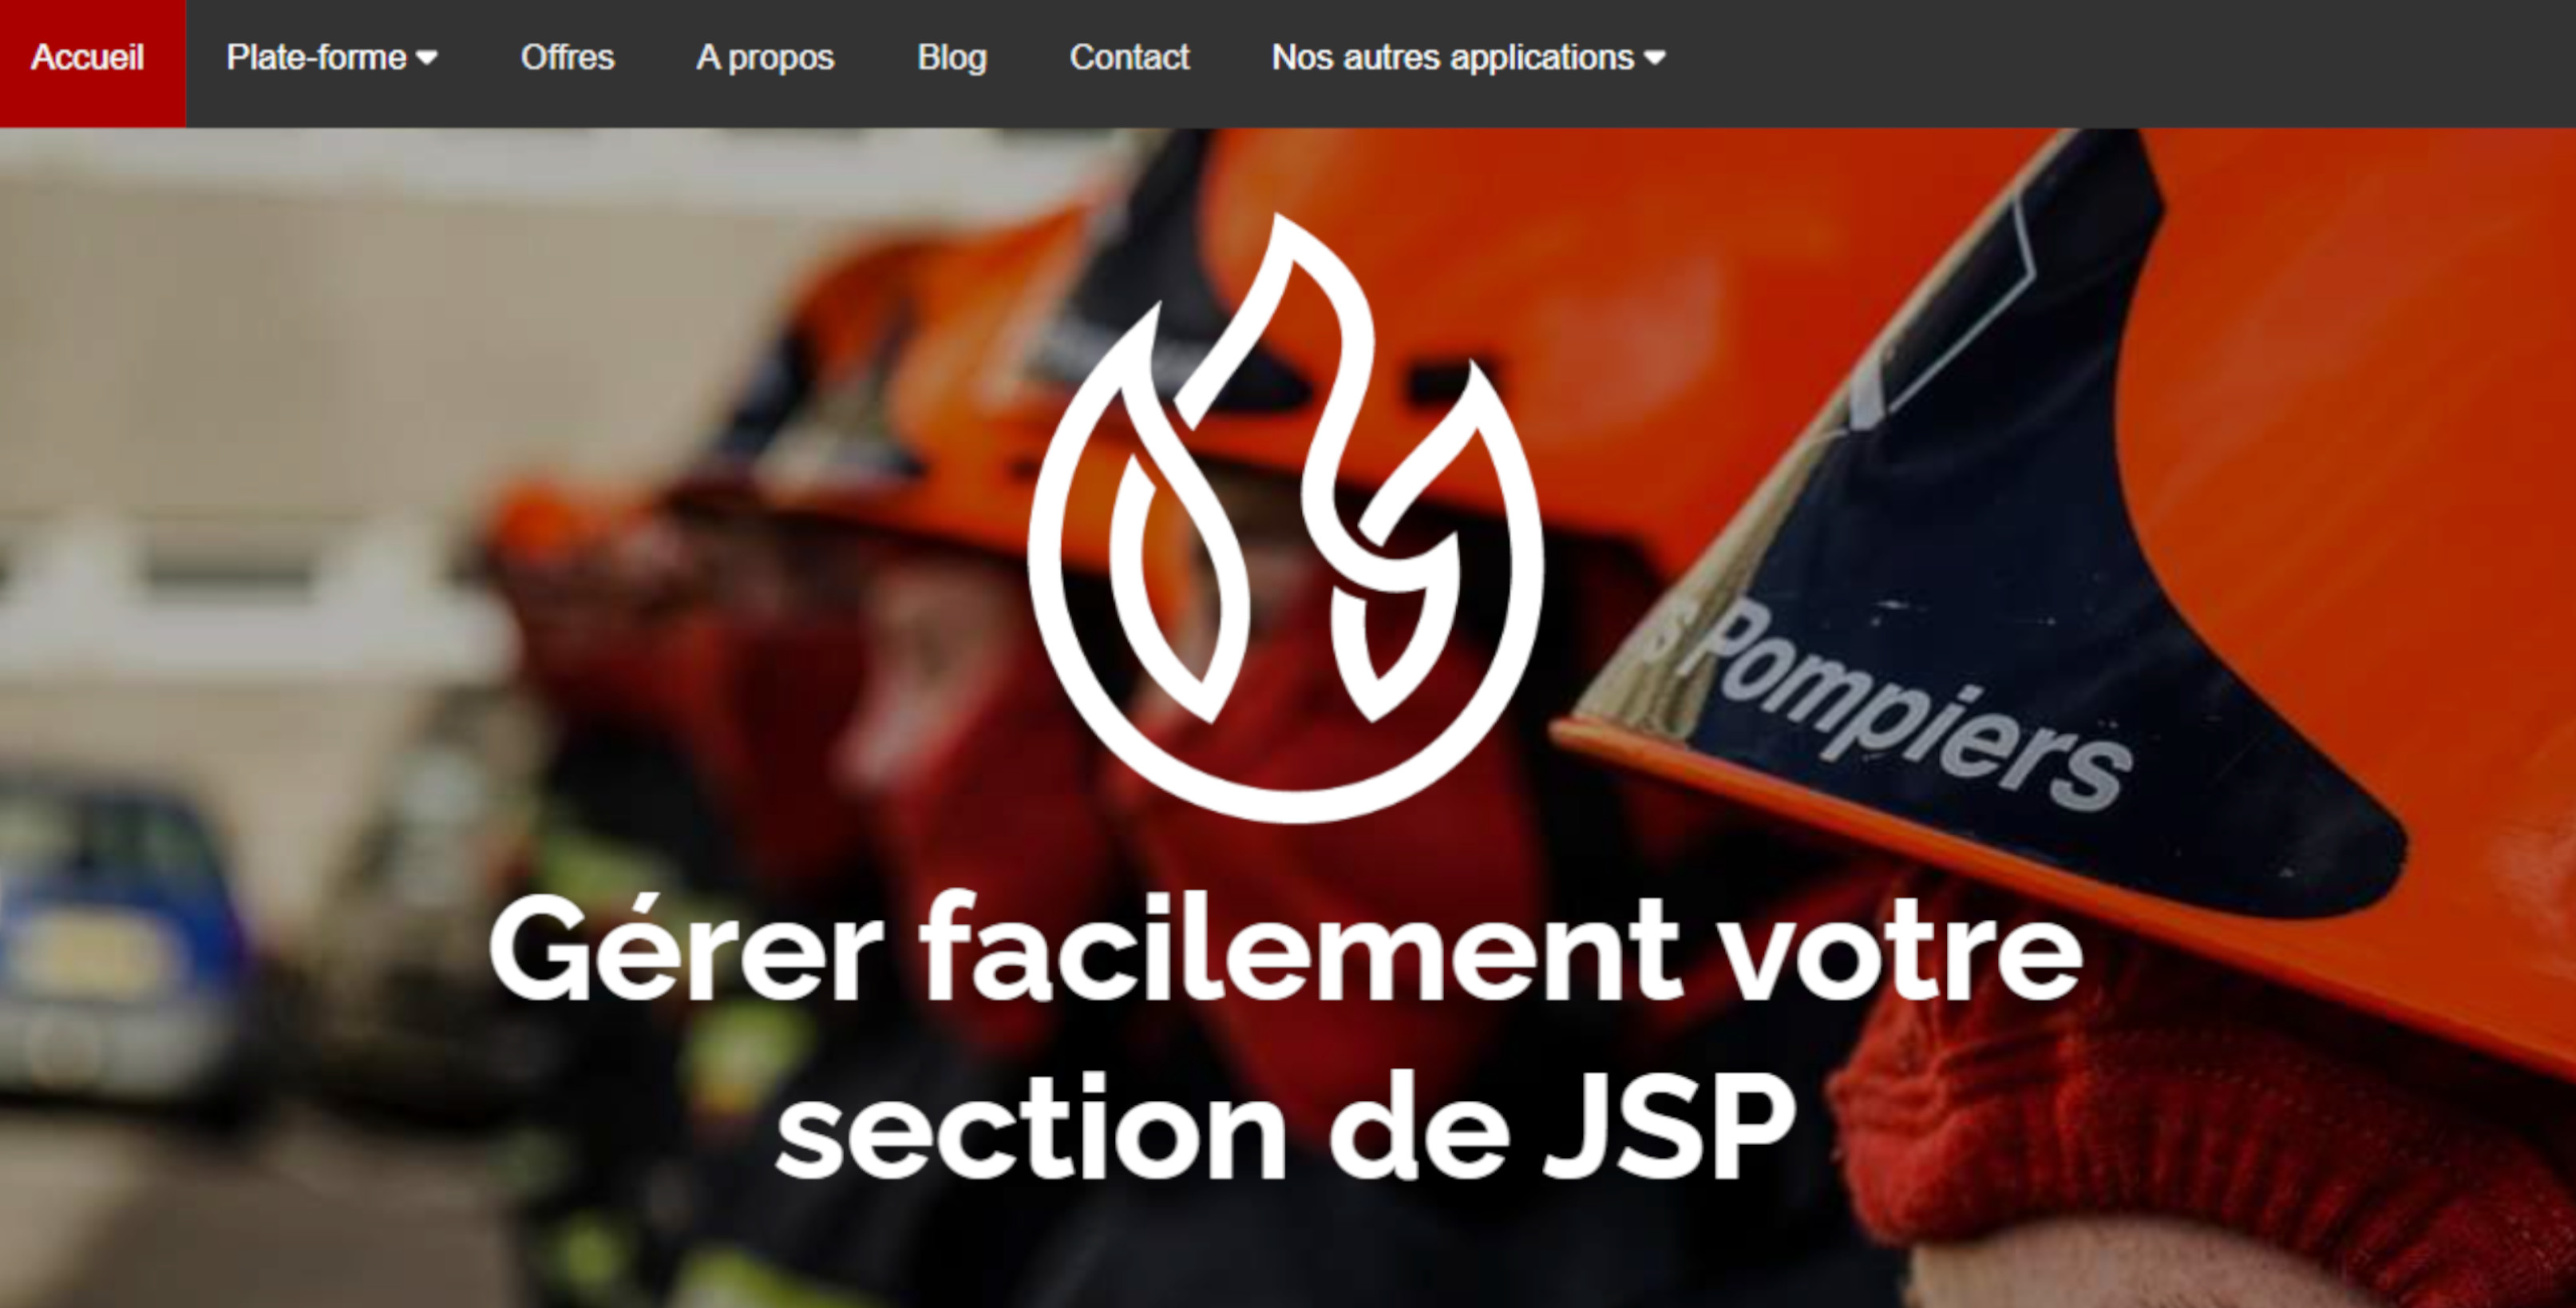 Accueil Plate-forme Offres A propos Blog Contact Nos autres applications
s Pompiers
Gérer facilement votre
section de JSP